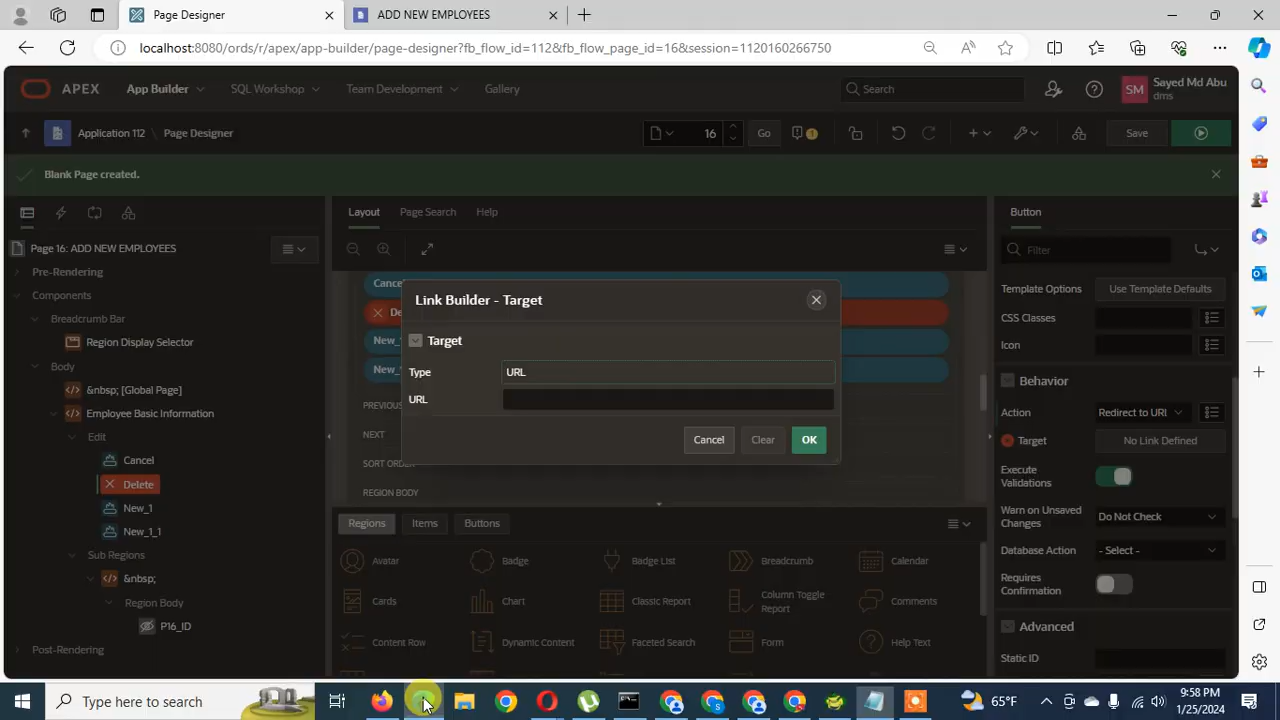 Page Designer
ADD NEW EMPLOYEES
localhost:8080/ords/r/apex/app-builder/page-designer?fb_flow_id=112&fb_flow_page_id=16&session=1120160266750
APEX
App Builder
SQL Workshop
Team Development
Gallery
Search
SM
Sayed Md Abu
dms
Application 112 \ Page Designer
16
Go
1
Save
Blank Page created.
Layout
Page Search
Help
Button
Page 16: ADD NEW EMPLOYEES
Pre-Rendering
Components
Breadcrumb Bar
Region Display Selector
Body
&nbsp; [Global Page]
Employee Basic Information
Edit
Cancel
Delete
New_1
New_1_1
Sub Regions
&nbsp;
Region Body
P16_ID
Post-Rendering
Cance
De
New_
New_
PREVIOUS
NEXT
SORT ORDE
REGION BODY
Link Builder - Target
Target
Type
URL
URL
Cancel
Clear
OK
Regions
Items
Buttons
Avatar
Badge
Badge List
Breadcrumb
Calendar
Cards
Chart
Classic Report
Column Toggle
Report
Comments
Content Row
Dynamic Content
Faceted Search
Form
Help Text
Filter
Template Options
Use Template Defaults
CSS Classes
Icon
Behavior
Action
Redirect to URL
Target
No Link Defined
Execute
Validations
Warn on Unsaved
Changes
Do Not Check
Database Action
- Select -
Requires
Confirmation
Advanced
Static ID
Type here to search
65°F
9:58 PM
1/25/2024